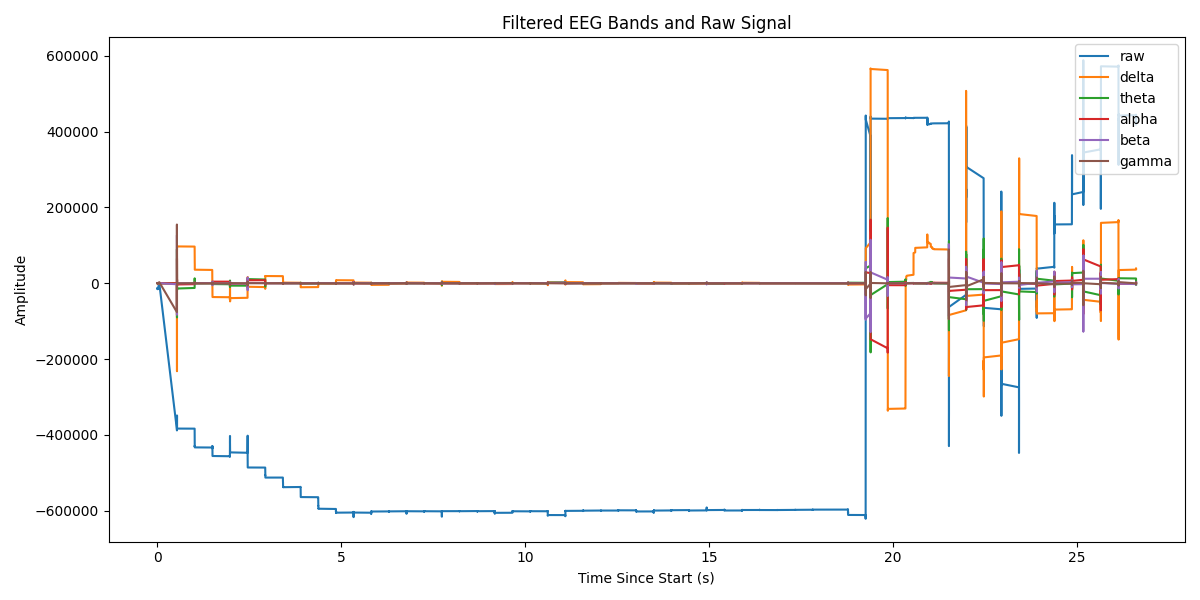 Filtered EEG Bands and Raw Signal
600000
400000
200000
0
−200000
−400000
−600000
Amplitude
raw
delta
theta
alpha
beta
gamma
0
5
10
15
20
25
Time Since Start (s)